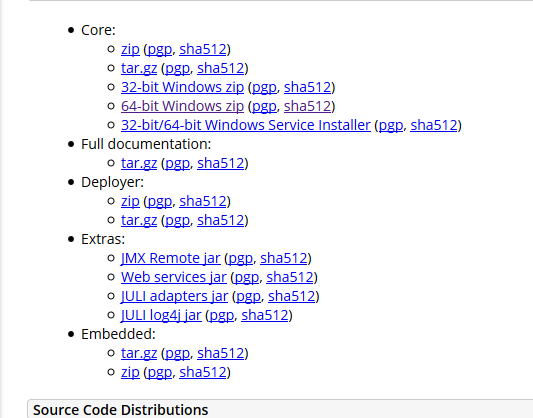 Core:
zip (pgp, sha512)
tar.gz (pgp, sha512)
32-bit Windows zip (pgp, sha512)
64-bit Windows zip (pgp, sha512)
32-bit/64-bit Windows Service Installer (pgp, sha512)
Full documentation:
tar.gz (pgp, sha512)
Deployer:
zip (pgp, sha512)
tar.gz (pgp, sha512)
Extras:
JMX Remote jar (pgp, sha512)
Web services jar (pgp, sha512)
JULI adapters jar (pgp, sha512)
JULI log4j jar (pgp, sha512)
Embedded:
tar.gz (pgp, sha512)
zip (pgp, sha512)
Source Code Distributions